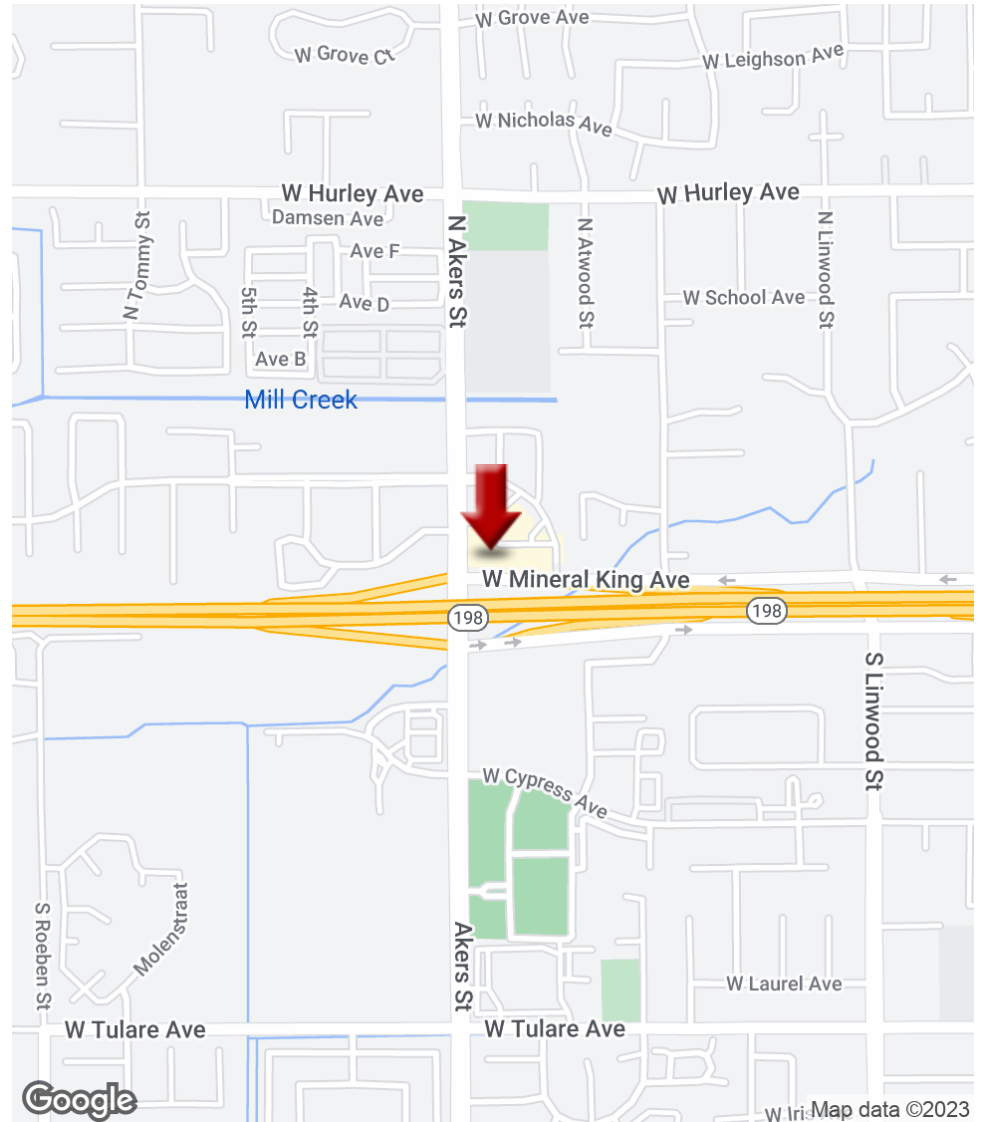 W Grove Ave
W Grove Ct
W Leighson Ave
W Nicholas Ave
W Hurley Ave
W Hurley Ave
Damsen Ave
N Tommy St
N Akers St
N Atwood St
N Linwood St
Ave F
5th St
4th St
Ave D
W School Ave
Ave B
Mill Creek
W Mineral King Ave
198
198
S Linwood St
W Cypress Ave
S Roeben St
Molenstraat
Akers St
W Laurel Ave
W Tulare Ave
W Tulare Ave
Google
W Iris
Map data ©2023